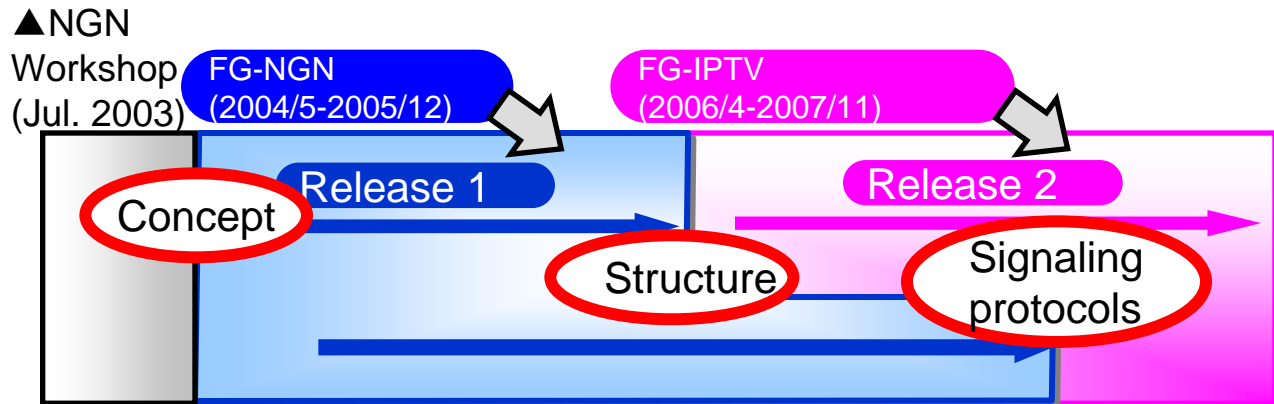 ▲NGN
Workshop
(Jul. 2003)
FG-NGN
(2004/5-2005/12)
FG-IPTV
(2006/4-2007/11)
Release 1
Release 2
Concept
Structure
Signaling
protocols